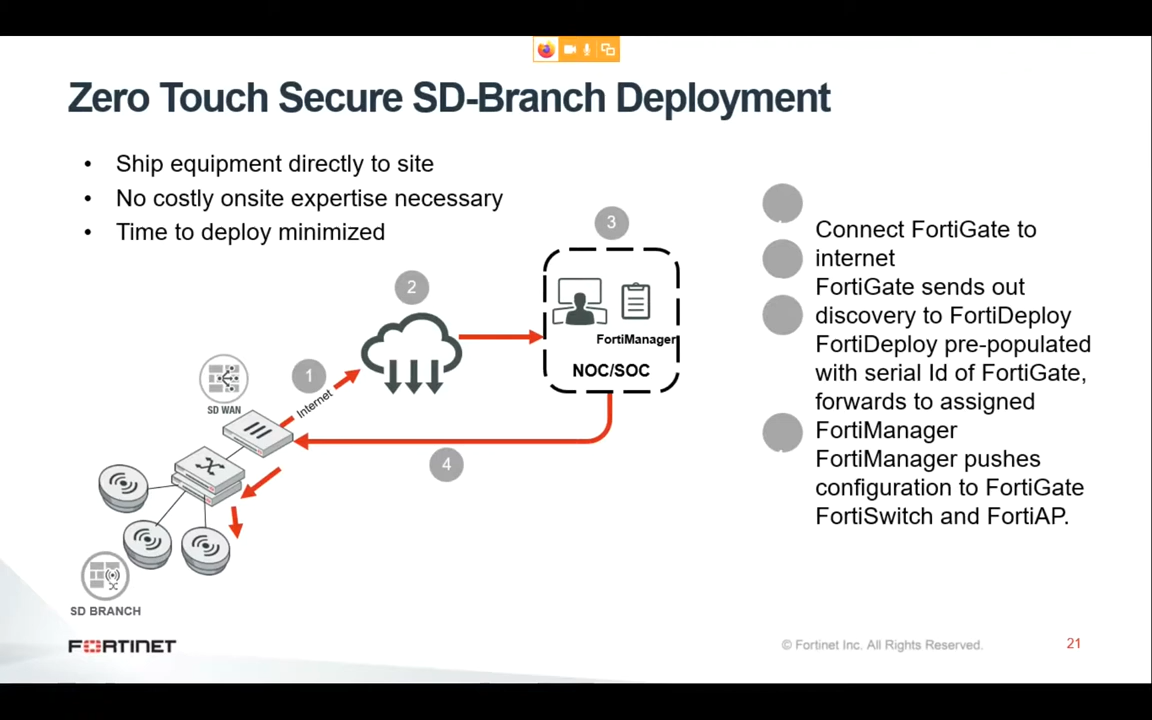 Zero Touch Secure SD-Branch Deployment
• Ship equipment directly to site
• No costly onsite expertise necessary
• Time to deploy minimized
3
2
FortiManager
NOC/SOC
1
Internet
SD WAN
4
SD BRANCH
Connect FortiGate to
internet
FortiGate sends out
discovery to FortiDeploy
FortiDeploy pre-populated
with serial Id of FortiGate,
forwards to assigned
FortiManager
FortiManager pushes
configuration to FortiGate
FortiSwitch and FortiAP.
FORTINET
© Fortinet Inc. All Rights Reserved.
21